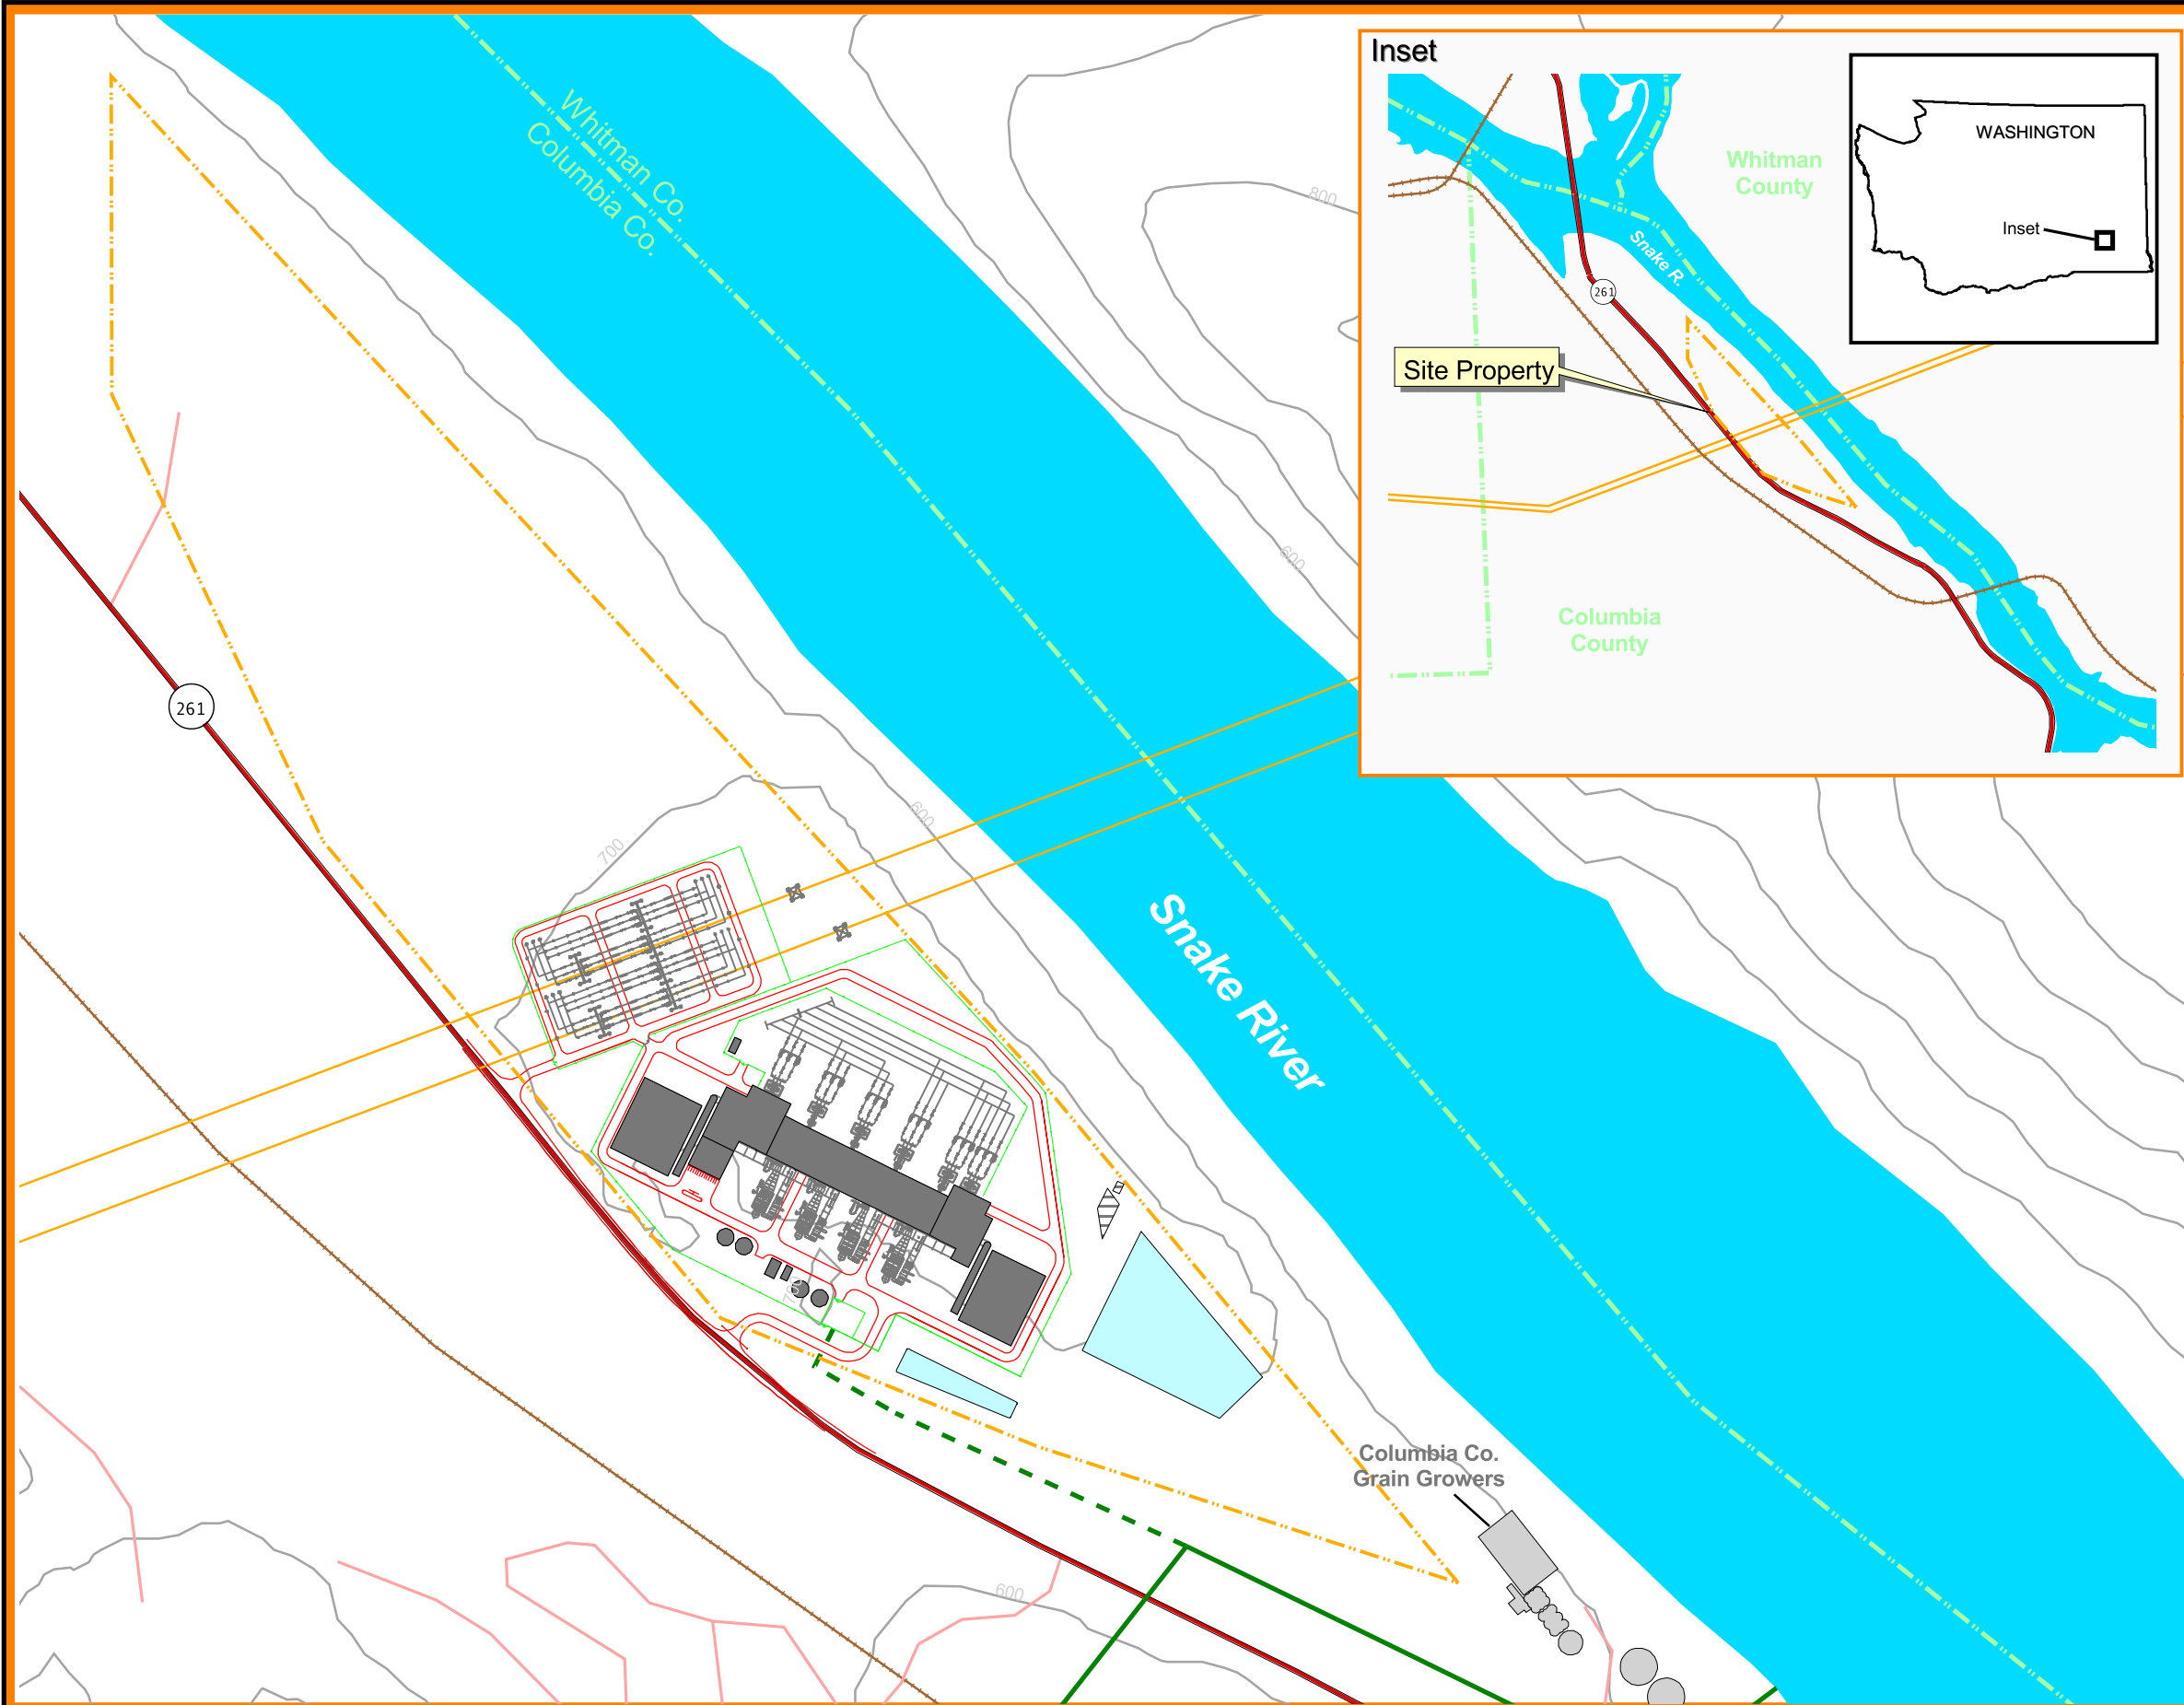 Inset
WASHINGTON
Inset
Whitman
County
Snake R.
261
Site Property
Columbia
County
Whitman Co.
Columbia Co.
800
600
261
700
600
Snake River
700
Columbia Co.
Grain Growers
600